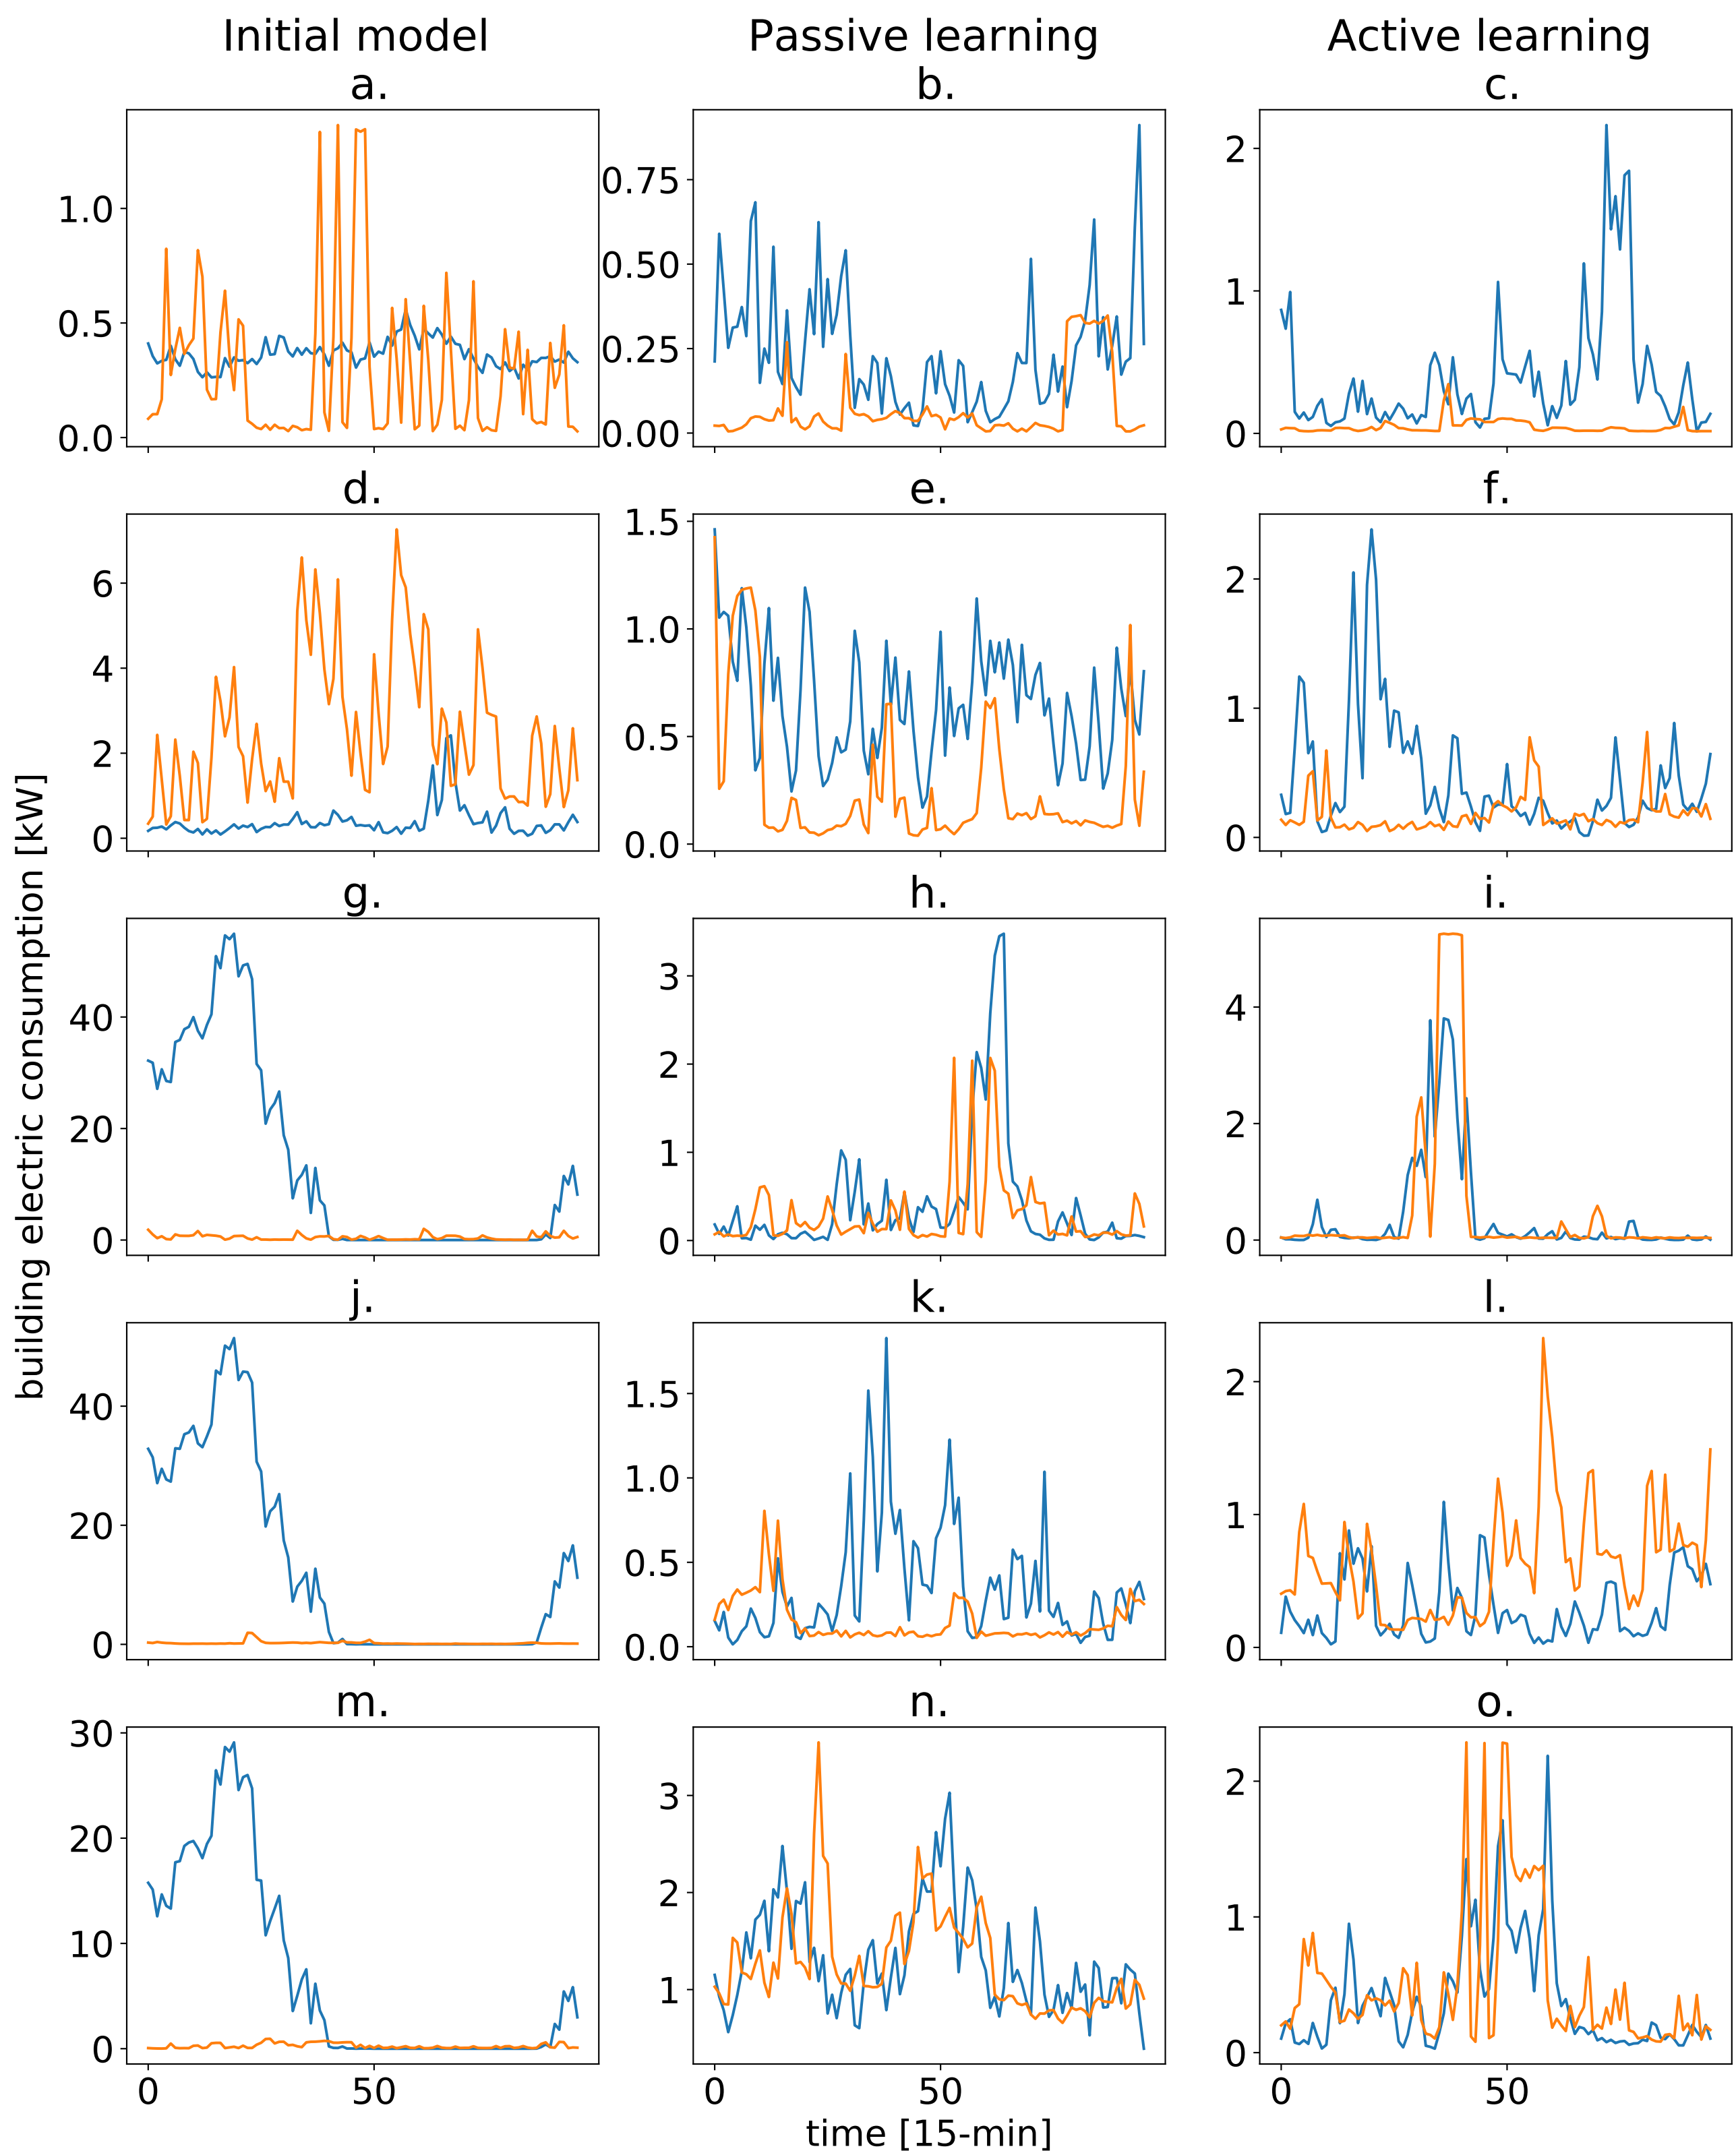 Initial model
Passive learning
Active learning
a.
b.
c.
1.0
0.5
0.0
0.75
0.50
0.25
0.00
2
1
0
d.
e.
f.
6
4
2
0
1.5
1.0
0.5
0.0
2
1
0
building electric consumption [kW]
g.
h.
i.
40
20
0
3
2
1
0
4
2
0
j.
k.
l.
40
20
0
1.5
1.0
0.5
0.0
2
1
0
m.
n.
o.
30
20
10
0
3
2
1
2
1
0
0
50
0
50
0
50
time [15-min]